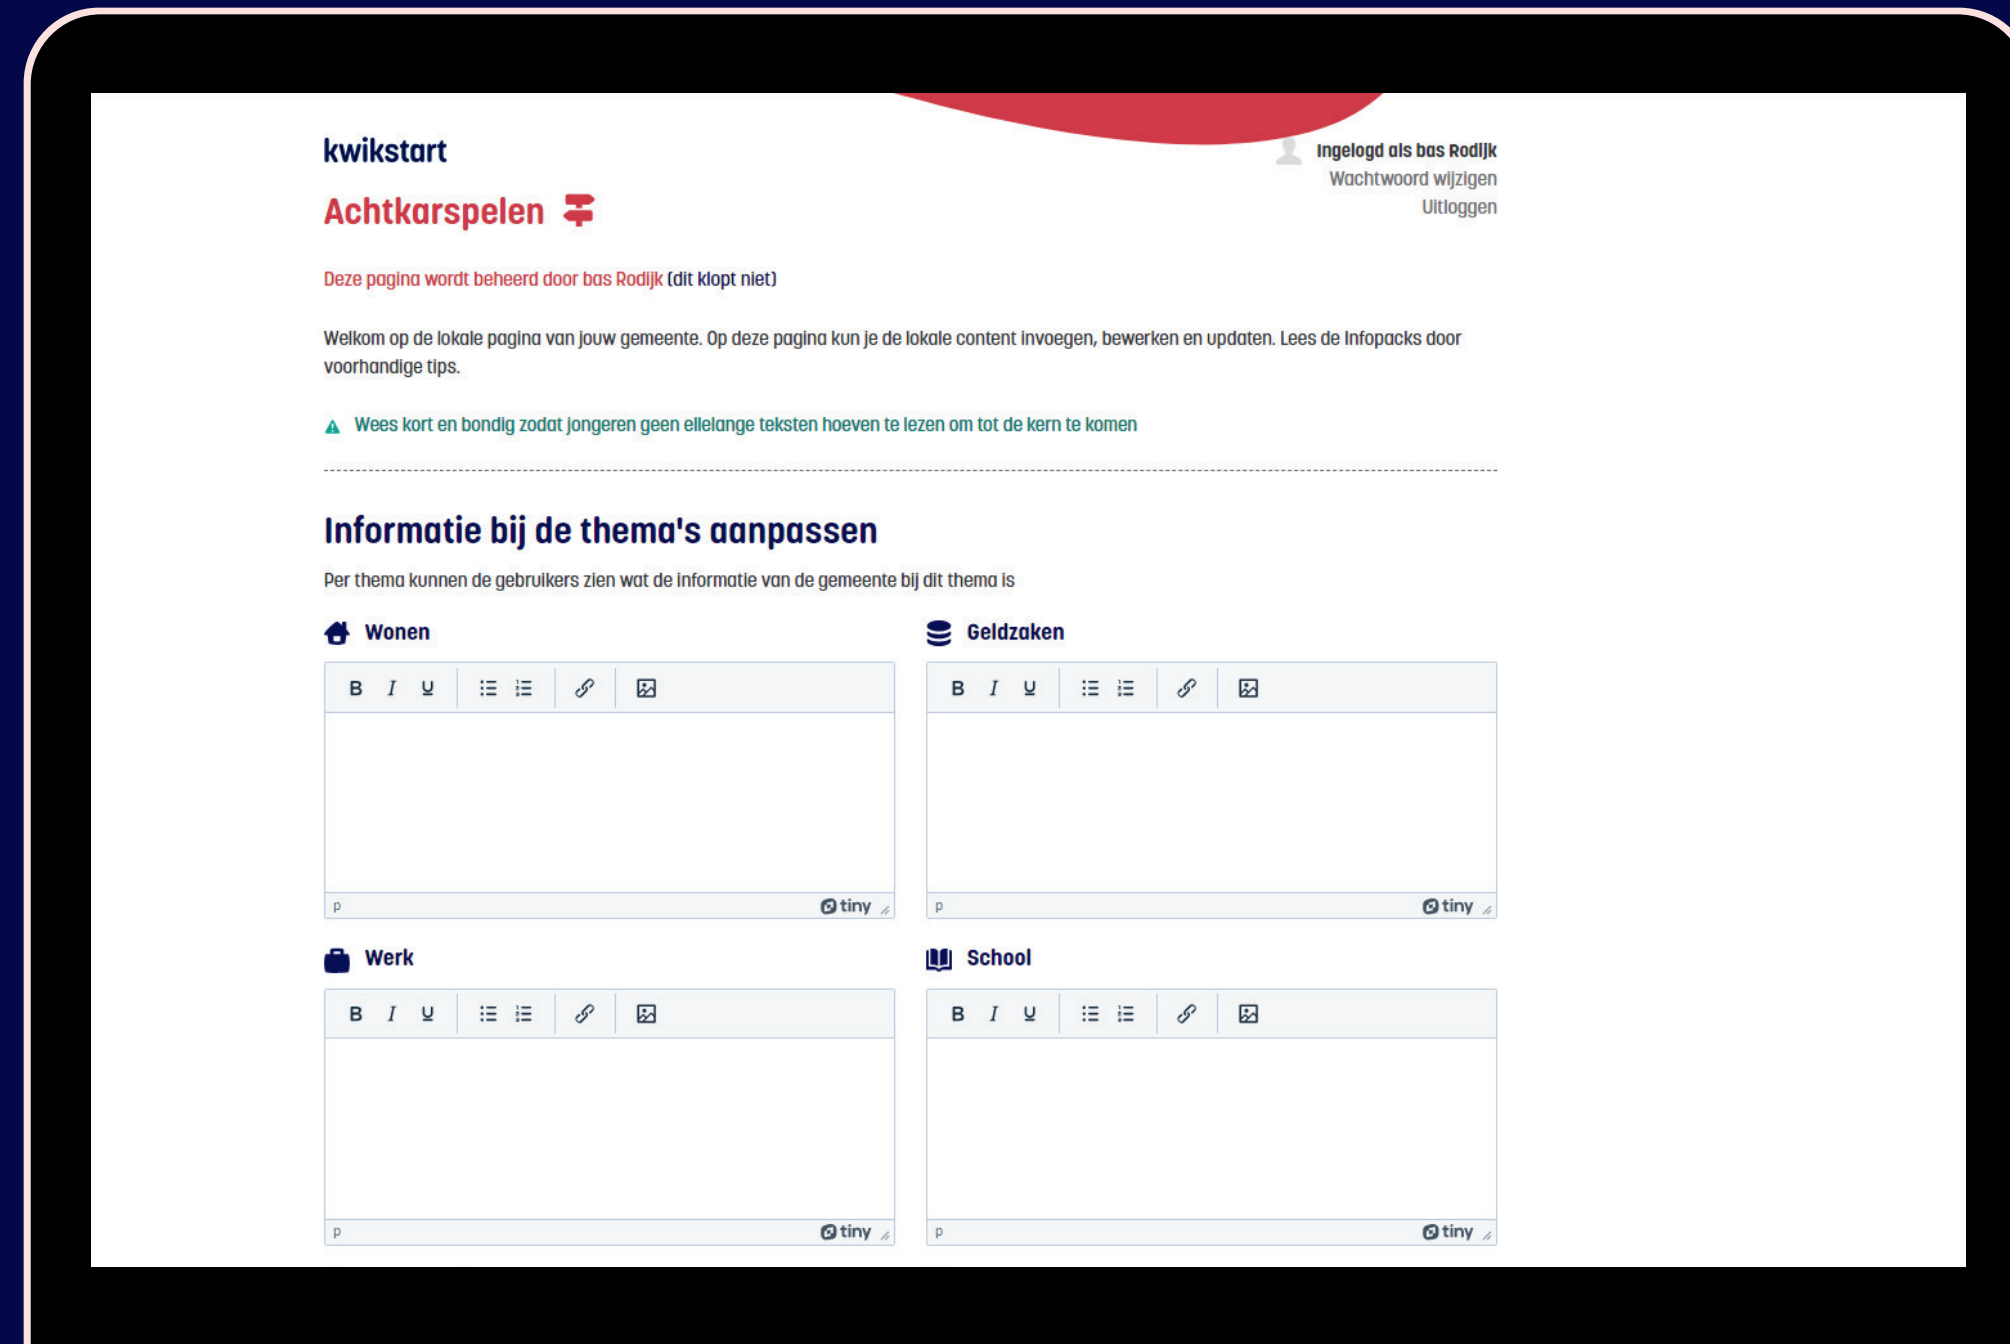 kwikstart
Ingelogd als bas Rodijk
Wachtwoord wijzigen
Uitloggen
Achtkarspelen
Deze pagina wordt beheerd door bas Rodijk (dit klopt niet)
Welkom op de lokale pagina van jouw gemeente. Op deze pagina kun je de lokale content invoegen, bewerken en updaten. Lees de Infopacks door
voorhandige tips.
Wees kort en bondig zodat jongeren geen ellelange teksten hoeven te lezen om tot de kern te komen
Informatie bij de thema's aanpassen
Per thema kunnen de gebruikers zien wat de informatie van de gemeente bij dit thema is
Wonen
B I U
p tiny
Geldzaken
B I U
p tiny
Werk
B I U
p tiny
School
B I U
p tiny